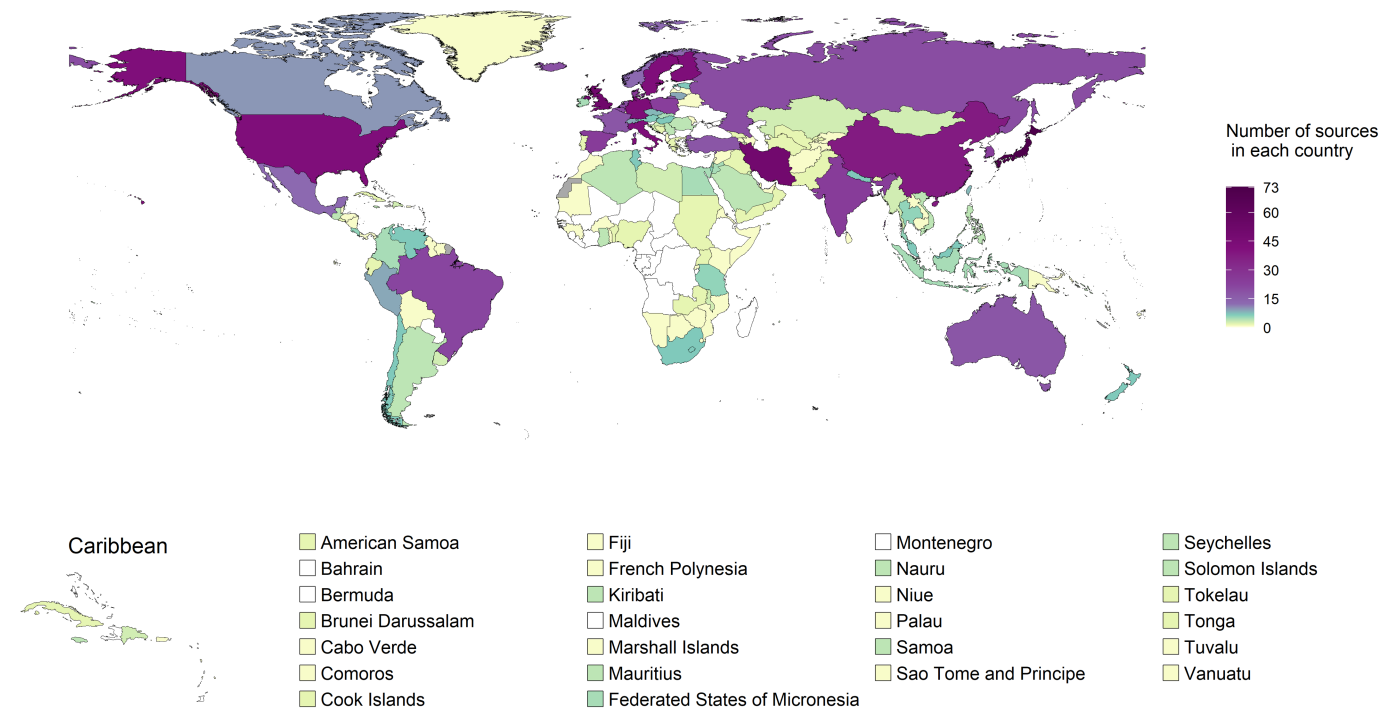 Number of sources
in each country
73
60
45
30
15
0
Caribbean
American Samoa
Bahrain
Bermuda
Brunei Darussalam
Cabo Verde
Comoros
Cook Islands
Fiji
French Polynesia
Kiribati
Maldives
Marshall Islands
Mauritius
Federated States of Micronesia
Montenegro
Nauru
Niue
Palau
Samoa
Sao Tome and Principe
Seychelles
Solomon Islands
Tokelau
Tonga
Tuvalu
Vanuatu